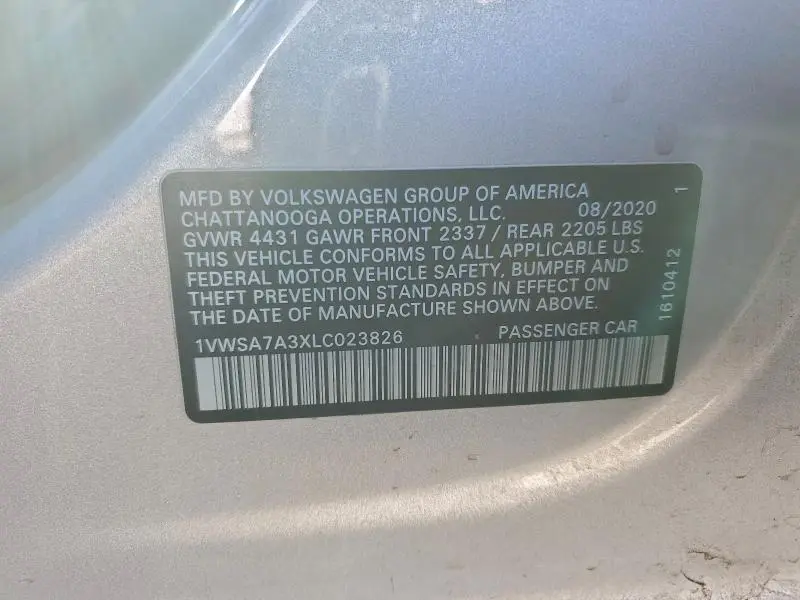 MFD BY VOLKSWAGEN GROUP OF AMERICA
CHATTANOOGA OPERATIONS, LLC. 08/2020
GVWR 4431 GAWR FRONT 2337 / REAR 2205 LBS
THIS VEHICLE CONFORMS TO ALL APPLICABLE U.S.
FEDERAL MOTOR VEHICLE SAFETY, BUMPER AND
THEFT PREVENTION STANDARDS IN EFFECT ON
THE DATE OF MANUFACTURE SHOWN ABOVE.
1VWSA7A3XLC023826 PASSENGER CAR
1610412 1